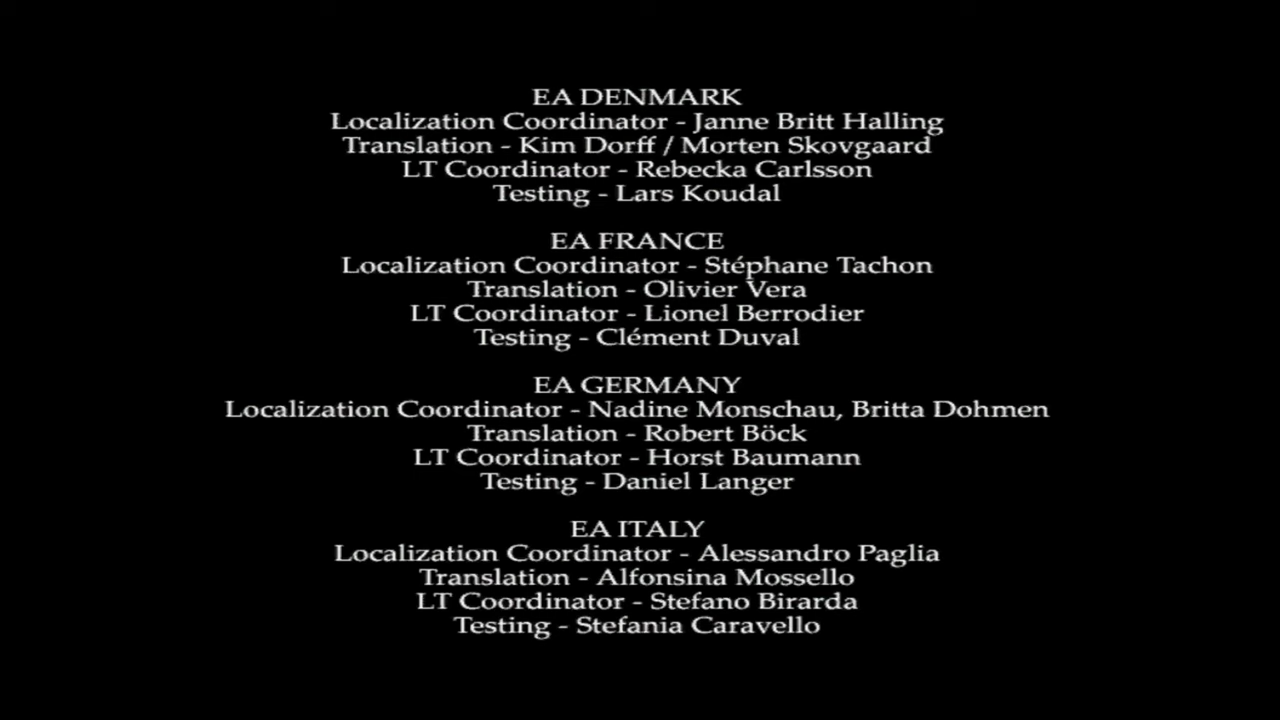 EA DENMARK
Localization Coordinator - Janne Britt Halling
Translation - Kim Dorff / Morten Skovgaard
LT Coordinator - Rebecka Carlsson
Testing - Lars Koudal
EA FRANCE
Localization Coordinator - Stéphane Tachon
Translation - Olivier Vera
LT Coordinator - Lionel Berrodier
Testing - Clément Duval
EA GERMANY
Localization Coordinator - Nadine Monschau, Britta Dohmen
Translation - Robert Böck
LT Coordinator - Horst Baumann
Testing - Daniel Langer
EA ITALY
Localization Coordinator - Alessandro Paglia
Translation - Alfonsina Mossello
LT Coordinator - Stefano Birarda
Testing - Stefania Caravello